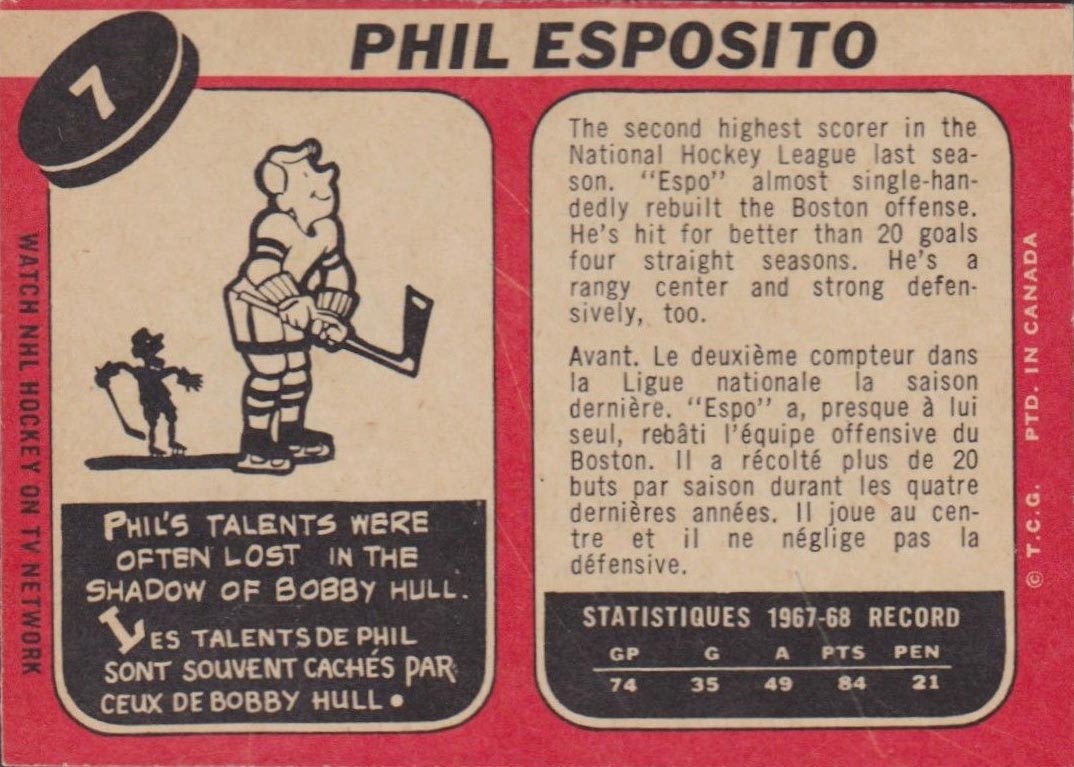 PHIL ESPOSITO
7
The second highest scorer in the
National Hockey League last sea-
son. "Espo" almost single-han-
dedly rebuilt the Boston offense.
He's hit for better than 20 goals
four straight seasons. He's a
rangy center and strong defen-
sively, too.
Avant. Le deuxième compteur dans
la Ligue nationale la saison
dernière. "Espo" a, presque à lui
seul, rebâti l'équipe offensive du
Boston. Il a récolté plus de 20
buts par saison durant les quatre
dernières années. Il joue au cen-
tre et il ne néglige pas la
défensive.
PHIL'S TALENTS WERE
OFTEN LOST IN THE
SHADOW OF BOBBY HULL.
LES TALENTS DE PHIL
SONT SOUVENT CACHÉS PAR
CEUX DE BOBBY HULL •
STATISTIQUES 1967-68 RECORD
GP G A PTS PEN
74 35 49 84 21
WATCH NHL HOCKEY ON TV NETWORK
© T.C.G. PTD. IN CANADA